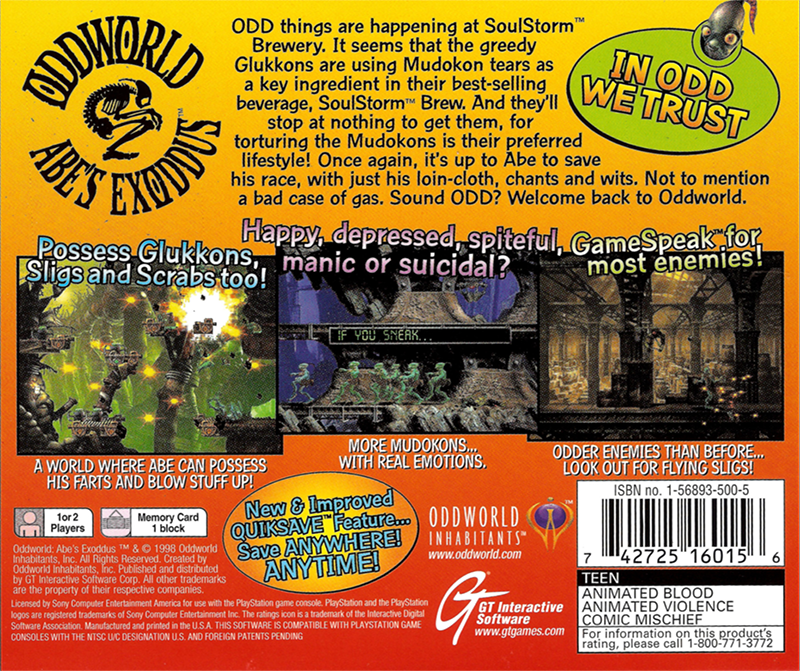 ODDWORLD
ABE'S EXODDUS™
ODD things are happening at SoulStorm™
Brewery. It seems that the greedy
Glukkons are using Mudokon tears as
a key ingredient in their best-selling
beverage, SoulStorm™ Brew. And they'll
stop at nothing to get them, for
torturing the Mudokons is their preferred
lifestyle! Once again, it's up to Abe to save
his race, with just his loin-cloth, chants and wits. Not to mention
a bad case of gas. Sound ODD? Welcome back to Oddworld.
IN ODD
WE TRUST
Possess Glukkons,
Sligs and Scrabs too!
Happy, depressed, spiteful,
manic or suicidal?
GameSpeak™ for
most enemies!
IF YOU SNEAK...
A WORLD WHERE ABE CAN POSSESS
HIS FARTS AND BLOW STUFF UP!
MORE MUDOKONS...
WITH REAL EMOTIONS.
ODDER ENEMIES THAN BEFORE...
LOOK OUT FOR FLYING SLIGS!
1or 2
Players
Memory Card
1 block
New & Improved
QUIKSAVE™ Feature...
Save ANYWHERE!
ANYTIME!
ODDWORLD
INHABITANTS™
www.oddworld.com
™
ISBN no. 1-56893-500-5
7 42725 16015 6
Oddworld: Abe's Exoddus ™ & © 1998 Oddworld
Inhabitants, Inc. All Rights Reserved. Created by
Oddworld Inhabitants, Inc. Published and distributed
by GT Interactive Software Corp. All other trademarks
are the property of their respective companies.
Licensed by Sony Computer Entertainment America for use with the PlayStation game console. PlayStation and the PlayStation
logos are registered trademarks of Sony Computer Entertainment Inc. The ratings icon is a trademark of the Interactive Digital
Software Association. Manufactured and printed in the U.S.A. THIS SOFTWARE IS COMPATIBLE WITH PLAYSTATION GAME
CONSOLES WITH THE NTSC U/C DESIGNATION U.S. AND FOREIGN PATENTS PENDING
GT Interactive
Software
www.gtgames.com
TEEN
ANIMATED BLOOD
ANIMATED VIOLENCE
COMIC MISCHIEF
For information on this product's
rating, please call 1-800-771-3772